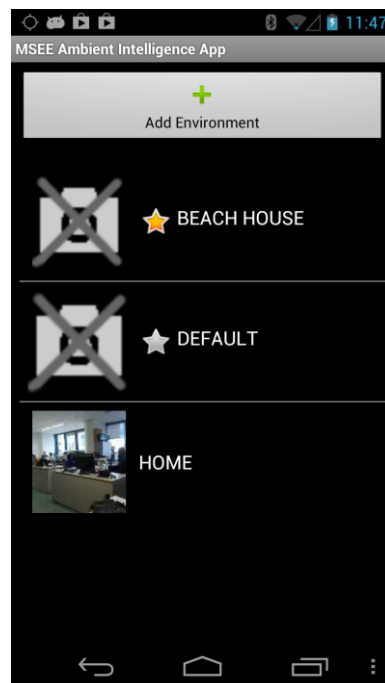 11:47
MSEE Ambient Intelligence App
Add Environment
BEACH HOUSE
DEFAULT
HOME